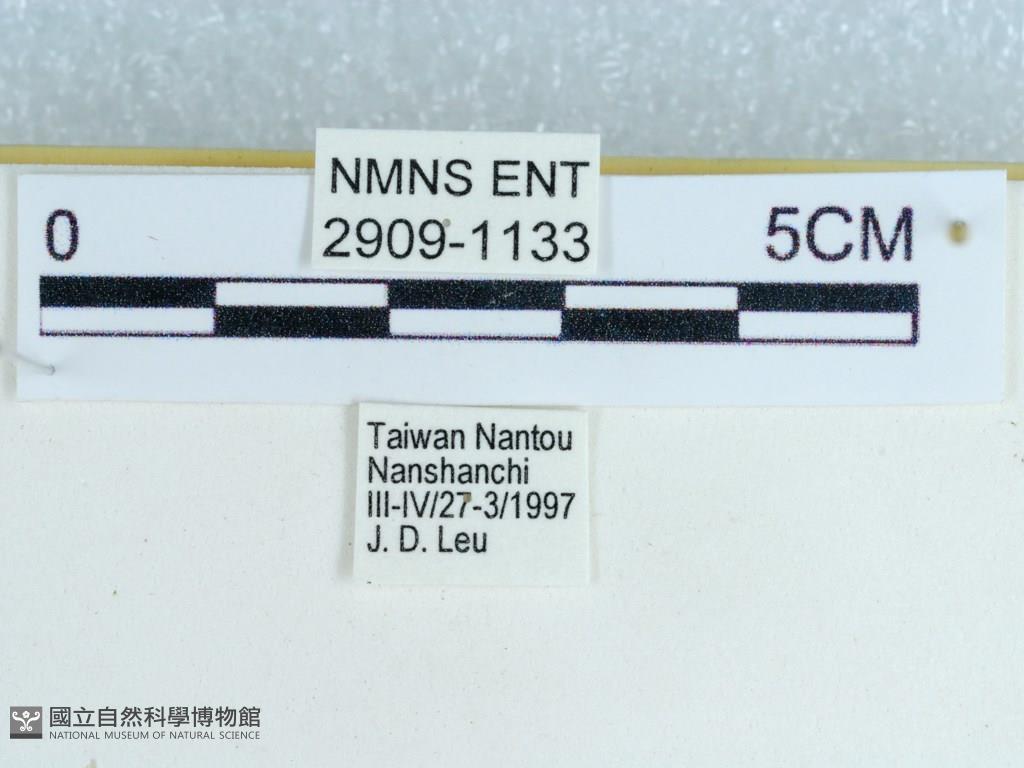 NMNS ENT
2909-1133
0
5CM
Taiwan Nantou
Nanshanchi
III-IV/27-3/1997
J. D. Leu
國立自然科學博物館
NATIONAL MUSEUM OF NATURAL SCIENCE